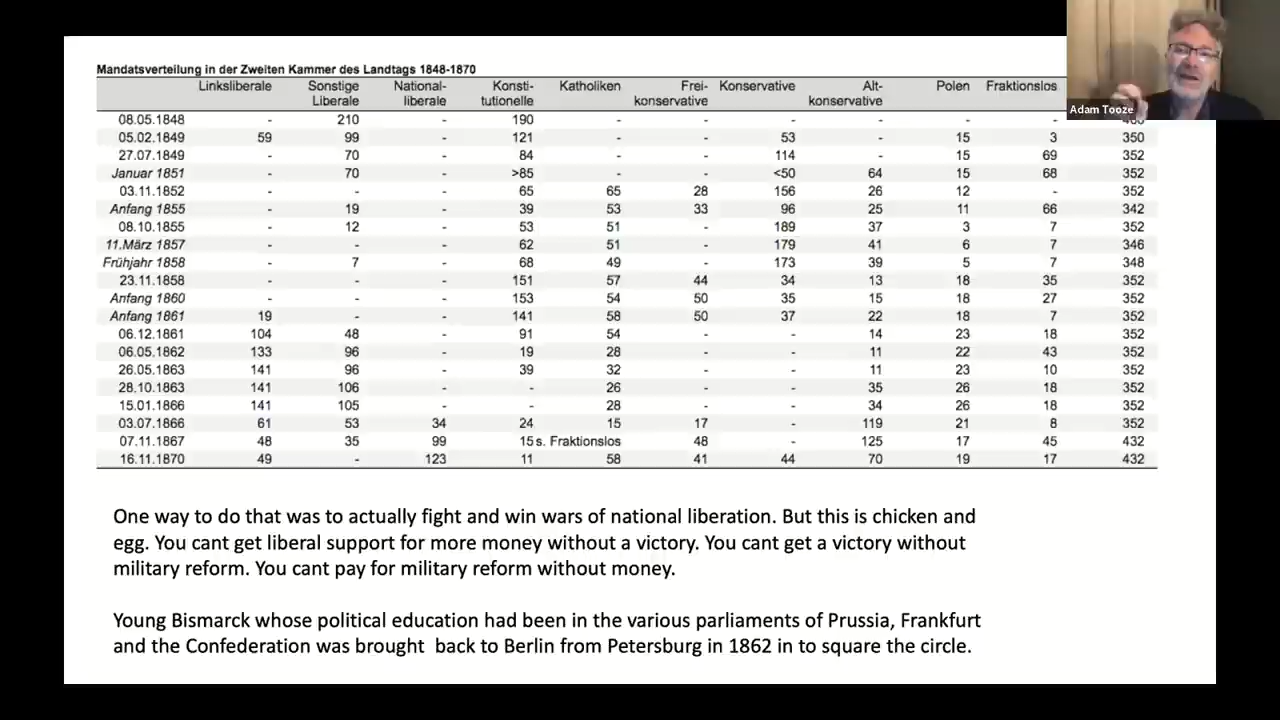 Adam Tooze
Mandatsverteilung in der Zweiten Kammer des Landtags 1848-1870
Linksliberale Sonstige Liberale National-liberale Konsti-tutionelle Katholiken Frei-konservative Konservative Alt-konservative Polen Fraktionslos
08.05.1848 - 210 - 190 - - - - - -
05.02.1849 59 99 - 121 - - 53 - 15 3 350
27.07.1849 - 70 - 84 - - 114 - 15 69 352
Januar 1851 - 70 - >85 - - <50 64 15 68 352
03.11.1852 - - - 65 65 28 156 26 12 - 352
Anfang 1855 - 19 - 39 53 33 96 25 11 66 342
08.10.1855 - 12 - 53 51 - 189 37 3 7 352
11.März 1857 - - - 62 51 - 179 41 6 7 346
Frühjahr 1858 - 7 - 68 49 - 173 39 5 7 348
23.11.1858 - - - 151 57 44 34 13 18 35 352
Anfang 1860 - - - 153 54 50 35 15 18 27 352
Anfang 1861 19 - - 141 58 50 37 22 18 7 352
06.12.1861 104 48 - 91 54 - - 14 23 18 352
06.05.1862 133 96 - 19 28 - - 11 22 43 352
26.05.1863 141 96 - 39 32 - - 11 23 10 352
28.10.1863 141 106 - - 26 - - 35 26 18 352
15.01.1866 141 105 - - 28 - - 34 26 18 352
03.07.1866 61 53 34 24 15 17 - 119 21 8 352
07.11.1867 48 35 99 15 s. Fraktionslos 48 - 125 17 45 432
16.11.1870 49 - 123 11 58 41 44 70 19 17 432
One way to do that was to actually fight and win wars of national liberation. But this is chicken and
egg. You cant get liberal support for more money without a victory. You cant get a victory without
military reform. You cant pay for military reform without money.
Young Bismarck whose political education had been in the various parliaments of Prussia, Frankfurt
and the Confederation was brought back to Berlin from Petersburg in 1862 in to square the circle.